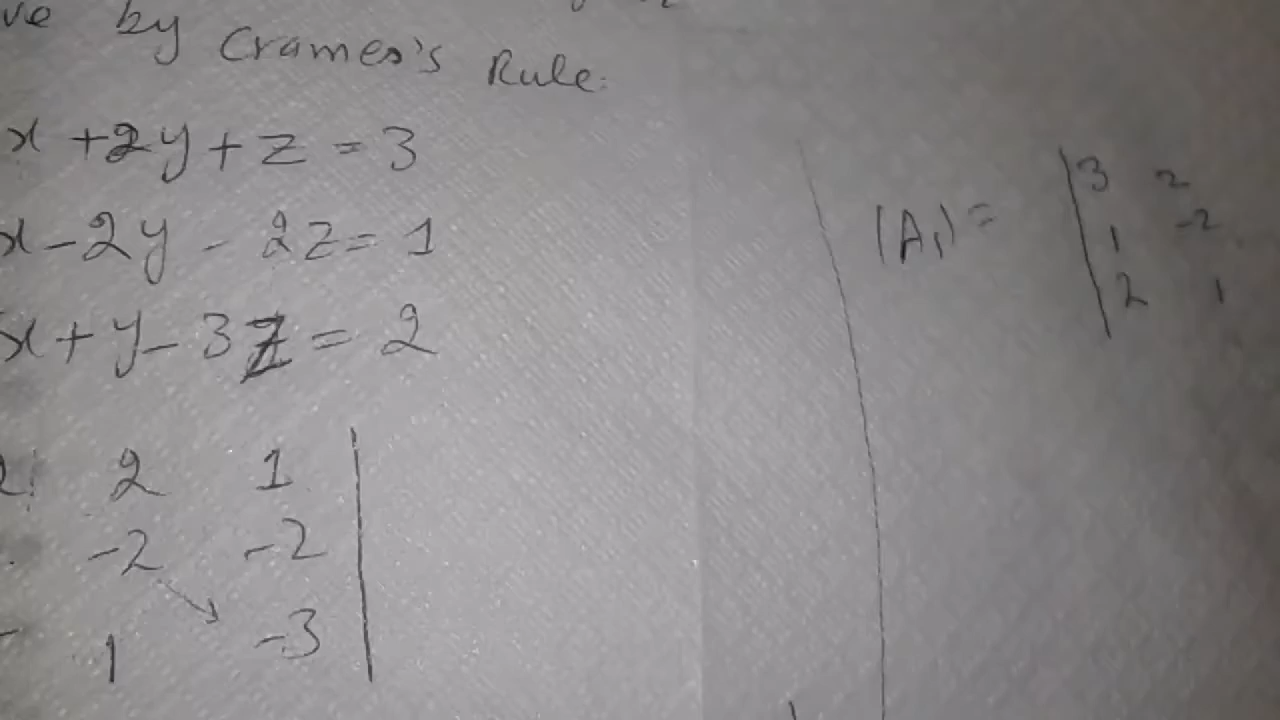 by Cramer's Rule:
x + 2y + z = 3
x - 2y - 2z = 1
x + y - 3z = 2
2 1
-2 -2
1 -3
|A₁| =
3 2
1 -2
2 1